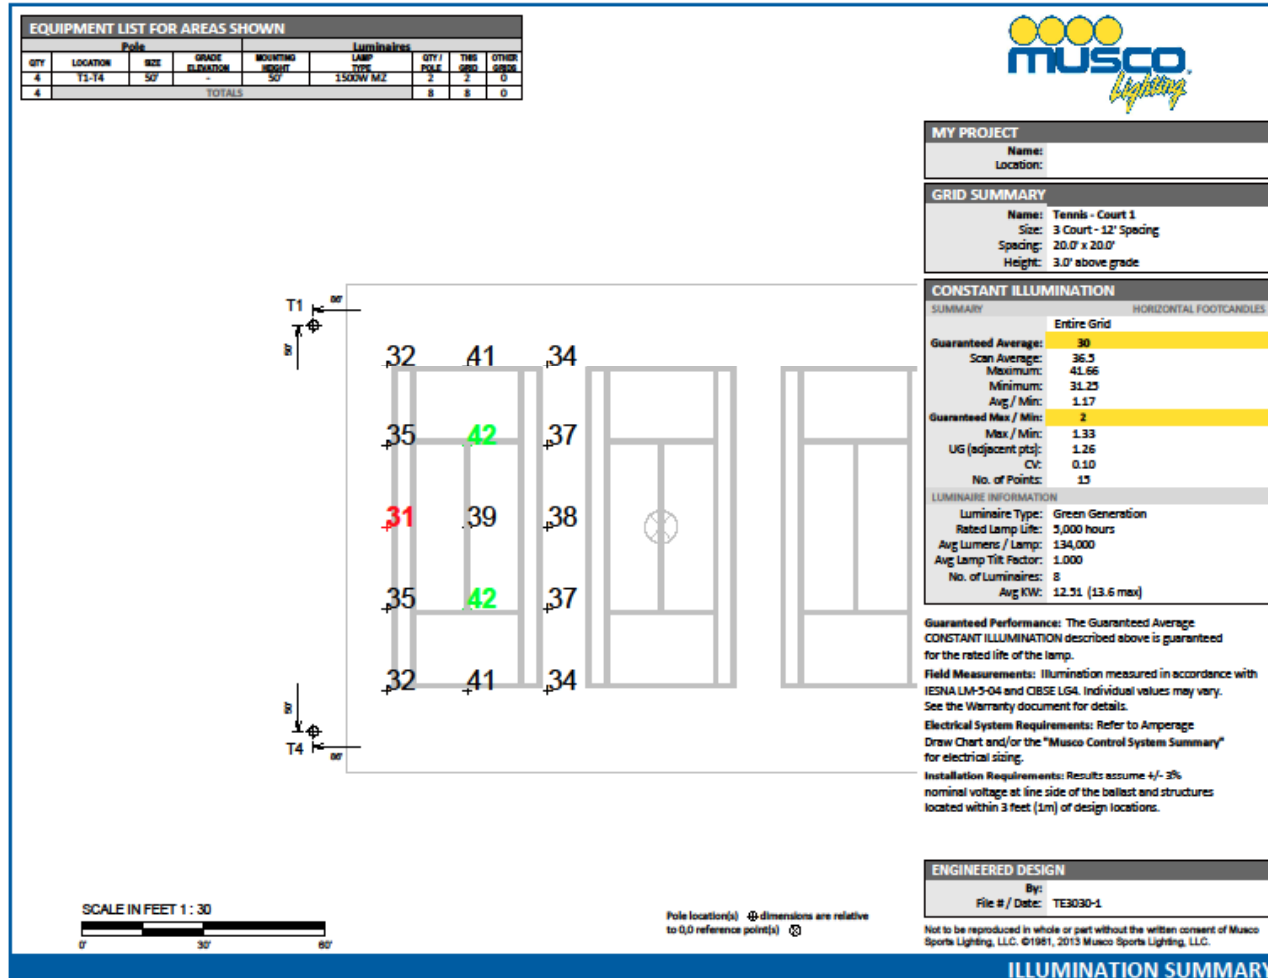 EQUIPMENT LIST FOR AREAS SHOWN
Pole Luminaires
QTY LOCATION SIZE GRADE ELEVATION MOUNTING HEIGHT LAMP TYPE QTY / POLE THIS GRID OTHER GRIDS
4 T1-T4 50' - 50' 1500W MZ 2 2 0
4 TOTALS 8 8 0
musco
Lighting
MY PROJECT
Name:
Location:
GRID SUMMARY
Name: Tennis - Court 1
Size: 3 Court - 12' Spacing
Spacing: 20.0' x 20.0'
Height: 3.0' above grade
CONSTANT ILLUMINATION
SUMMARY HORIZONTAL FOOTCANDLES
Entire Grid
Guaranteed Average: 30
Scan Average: 36.5
Maximum: 41.66
Minimum: 31.25
Avg / Min: 1.17
Guaranteed Max / Min: 2
Max / Min: 1.33
UG (adjacent pts): 1.26
CV: 0.10
No. of Points: 15
LUMINAIRE INFORMATION
Luminaire Type: Green Generation
Rated Lamp Life: 5,000 hours
Avg Lumens / Lamp: 134,000
Avg Lamp Tilt Factor: 1.000
No. of Luminaires: 8
Avg KW: 12.51 (13.6 max)
Guaranteed Performance: The Guaranteed Average
CONSTANT ILLUMINATION described above is guaranteed
for the rated life of the lamp.
Field Measurements: Illumination measured in accordance with
IESNA LM-5-04 and CIBSE LG4. Individual values may vary.
See the Warranty document for details.
Electrical System Requirements: Refer to Amperage
Draw Chart and/or the "Musco Control System Summary"
for electrical sizing.
Installation Requirements: Results assume +/- 3%
nominal voltage at line side of the ballast and structures
located within 3 feet (1m) of design locations.
T1
50'
32 41 34
35 42 37
31 39 38
35 42 37
32 41 34
50'
T4
SCALE IN FEET 1 : 30
0' 30' 60'
Pole location(s) dimensions are relative
to 0,0 reference point(s)
ENGINEERED DESIGN
By:
File # / Date: TE3030-1
Not to be reproduced in whole or part without the written consent of Musco
Sports Lighting, LLC. ©1981, 2013 Musco Sports Lighting, LLC.
ILLUMINATION SUMMARY